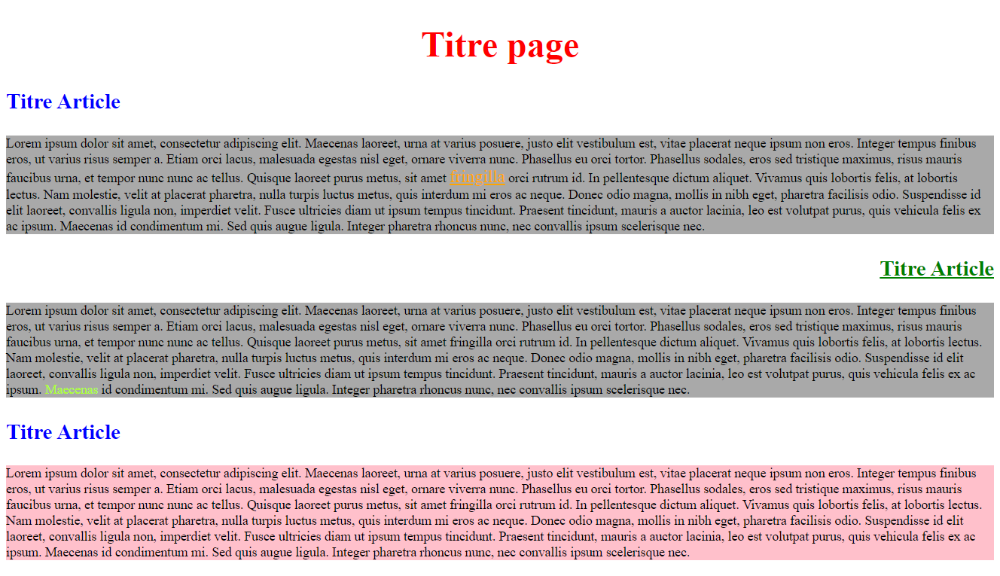 Titre page
Titre Article
Lorem ipsum dolor sit amet, consectetur adipiscing elit. Maecenas laoreet, urna at varius posuere, justo elit vestibulum est, vitae placerat neque ipsum non eros. Integer tempus finibus
eros, ut varius risus semper a. Etiam orci lacus, malesuada egestas nisl eget, ornare viverra nunc. Phasellus eu orci tortor. Phasellus sodales, eros sed tristique maximus, risus mauris
faucibus urna, et tempor nunc nunc ac tellus. Quisque laoreet purus metus, sit amet fringilla orci rutrum id. In pellentesque dictum aliquet. Vivamus quis lobortis felis, at lobortis
lectus. Nam molestie, velit at placerat pharetra, nulla turpis luctus metus, quis interdum mi eros ac neque. Donec odio magna, mollis in nibh eget, pharetra facilisis odio. Suspendisse id
elit laoreet, convallis ligula non, imperdiet velit. Fusce ultricies diam ut ipsum tempus tincidunt. Praesent tincidunt, mauris a auctor lacinia, leo est volutpat purus, quis vehicula felis ex
ac ipsum. Maecenas id condimentum mi. Sed quis augue ligula. Integer pharetra rhoncus nunc, nec convallis ipsum scelerisque nec.
Titre Article
Lorem ipsum dolor sit amet, consectetur adipiscing elit. Maecenas laoreet, urna at varius posuere, justo elit vestibulum est, vitae placerat neque ipsum non eros. Integer tempus finibus
eros, ut varius risus semper a. Etiam orci lacus, malesuada egestas nisl eget, ornare viverra nunc. Phasellus eu orci tortor. Phasellus sodales, eros sed tristique maximus, risus mauris
faucibus urna, et tempor nunc nunc ac tellus. Quisque laoreet purus metus, sit amet fringilla orci rutrum id. In pellentesque dictum aliquet. Vivamus quis lobortis felis, at lobortis lectus.
Nam molestie, velit at placerat pharetra, nulla turpis luctus metus, quis interdum mi eros ac neque. Donec odio magna, mollis in nibh eget, pharetra facilisis odio. Suspendisse id elit
laoreet, convallis ligula non, imperdiet velit. Fusce ultricies diam ut ipsum tempus tincidunt. Praesent tincidunt, mauris a auctor lacinia, leo est volutpat purus, quis vehicula felis ex ac
ipsum. Maecenas id condimentum mi. Sed quis augue ligula. Integer pharetra rhoncus nunc, nec convallis ipsum scelerisque nec.
Titre Article
Lorem ipsum dolor sit amet, consectetur adipiscing elit. Maecenas laoreet, urna at varius posuere, justo elit vestibulum est, vitae placerat neque ipsum non eros. Integer tempus finibus
eros, ut varius risus semper a. Etiam orci lacus, malesuada egestas nisl eget, ornare viverra nunc. Phasellus eu orci tortor. Phasellus sodales, eros sed tristique maximus, risus mauris
faucibus urna, et tempor nunc nunc ac tellus. Quisque laoreet purus metus, sit amet fringilla orci rutrum id. In pellentesque dictum aliquet. Vivamus quis lobortis felis, at lobortis lectus.
Nam molestie, velit at placerat pharetra, nulla turpis luctus metus, quis interdum mi eros ac neque. Donec odio magna, mollis in nibh eget, pharetra facilisis odio. Suspendisse id elit
laoreet, convallis ligula non, imperdiet velit. Fusce ultricies diam ut ipsum tempus tincidunt. Praesent tincidunt, mauris a auctor lacinia, leo est volutpat purus, quis vehicula felis ex ac
ipsum. Maecenas id condimentum mi. Sed quis augue ligula. Integer pharetra rhoncus nunc, nec convallis ipsum scelerisque nec.